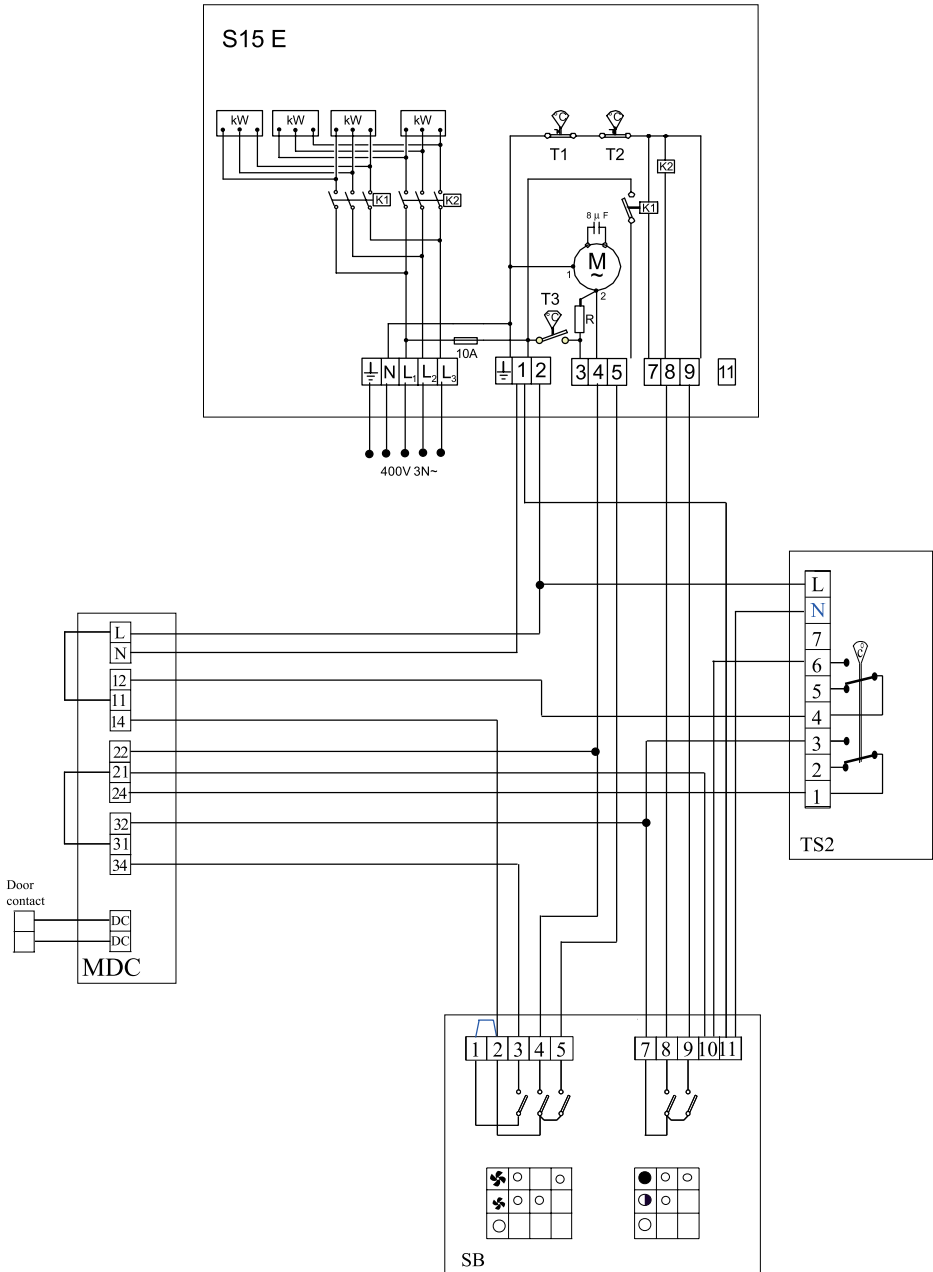 S15 E
kW kW kW kW
°C °C
T1 T2
K2
K1 K2 K1
8 μ F
M
~
1
2
T3
°C
R
10A
N L1 L2 L3 1 2 3 4 5 7 8 9 11
400V 3N~
L
N
7
6
5
4
3
2
1
°C
TS2
L
N
12
11
14
22
21
24
32
31
34
DC
DC
MDC
Door
contact
1 2 3 4 5 7 8 9 10 11
SB